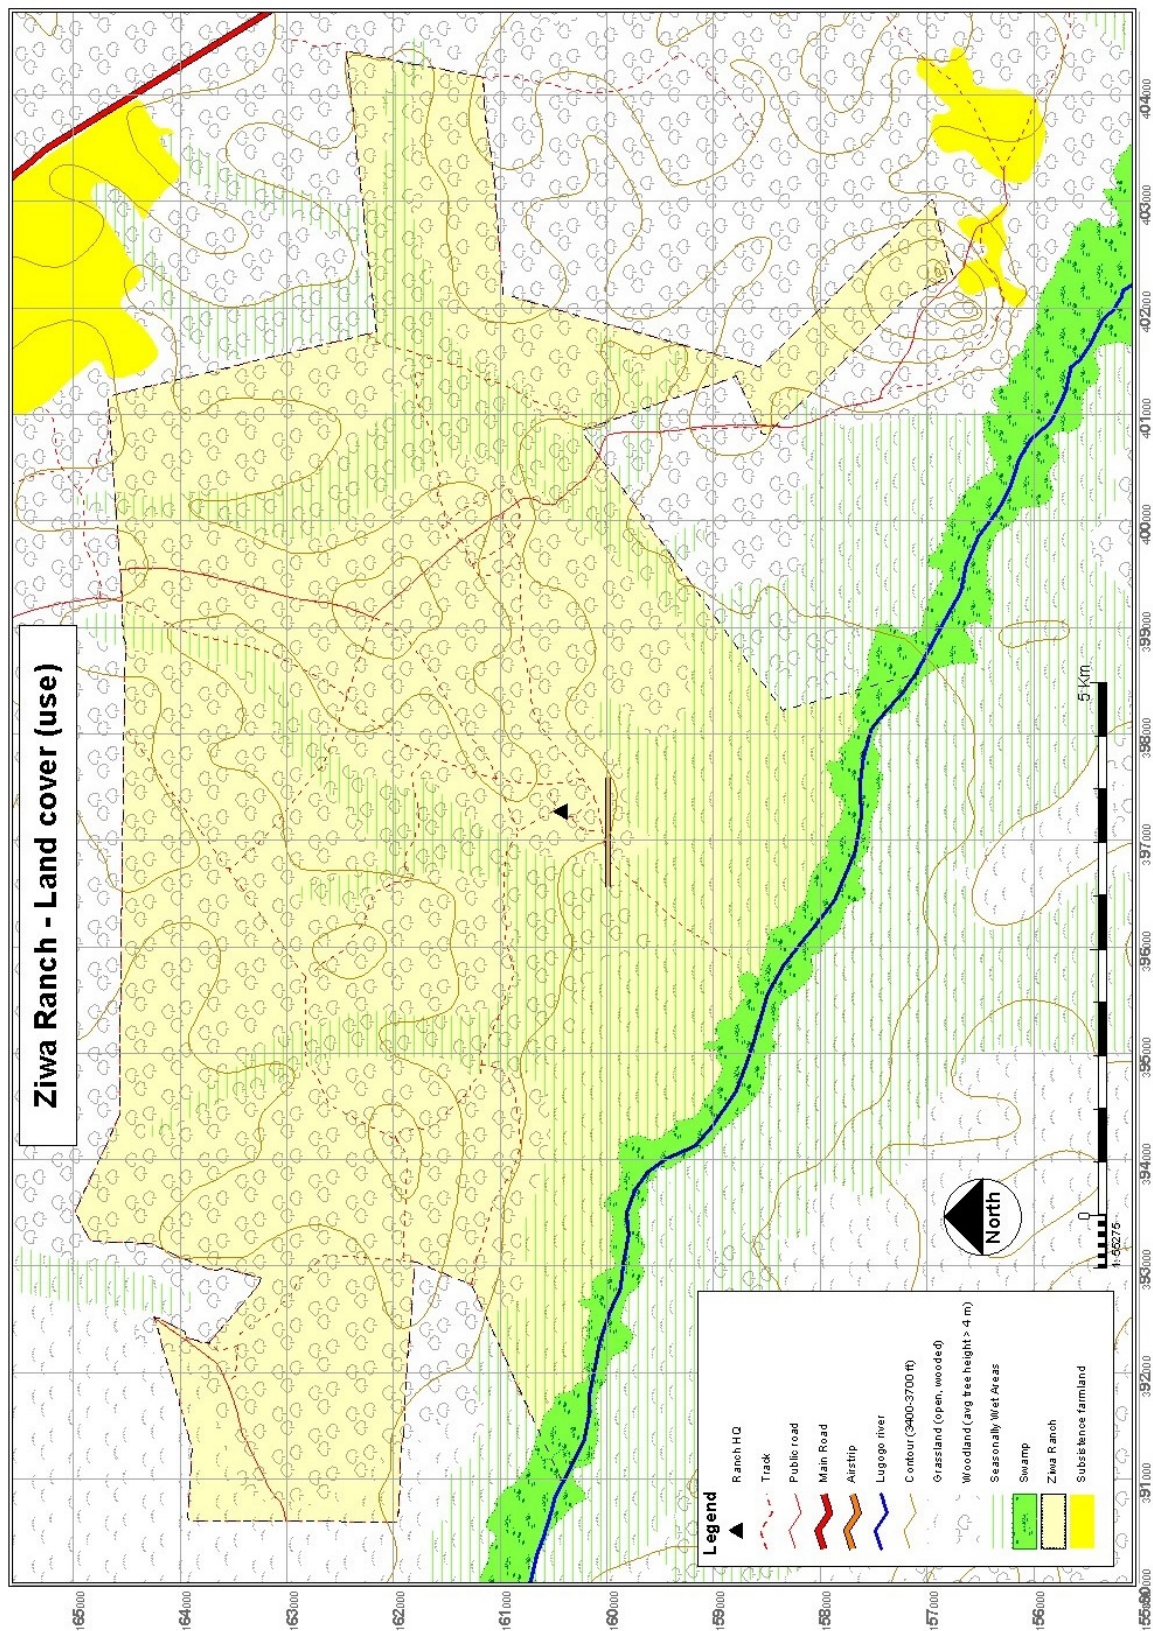 Ziwa Ranch - Land cover (use)
165000
164000
163000
162000
161000
160000
159000
158000
157000
156000
391000
392000
393000
394000
395000
396000
397000
398000
399000
400000
401000
402000
403000
404000
North
0
5 Km
1:55275
Legend
Ranch HQ
Track
Public road
Main Road
Airstrip
Lugogo river
Contour (3400-3700 ft)
Grassland (open, wooded)
Woodland (avg tree height > 4 m)
Seasonally Wet Areas
Swamp
Ziwa Ranch
Subsistence farmland